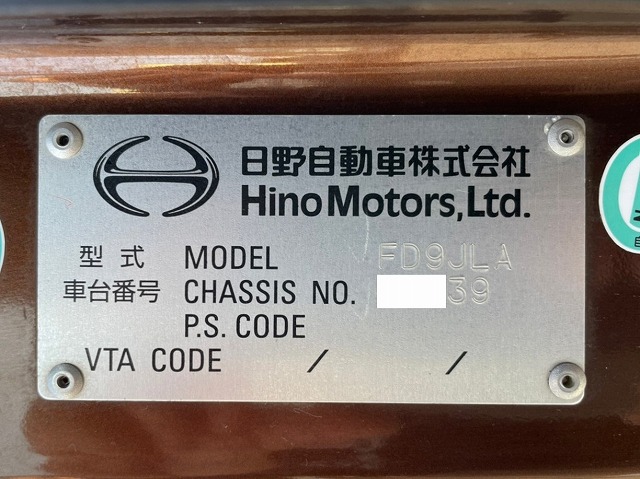 日野自動車株式会社
Hino Motors, Ltd.
型式 MODEL FD9JLA
車台番号 CHASSIS NO. 39
P.S. CODE
VTA CODE / /